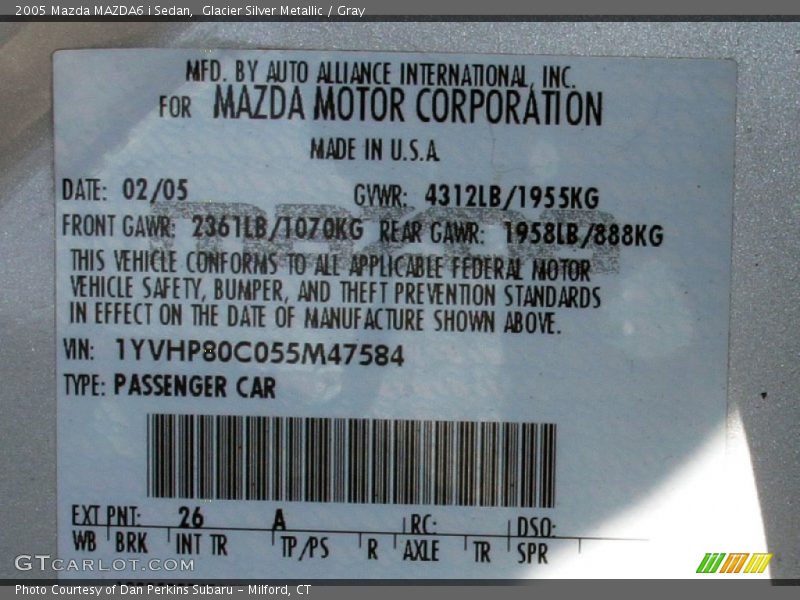 2005 Mazda MAZDA6 i Sedan,  Glacier Silver Metallic / Gray
MFD. BY AUTO ALLIANCE INTERNATIONAL, INC.
FOR MAZDA MOTOR CORPORATION
MADE IN U.S.A.
DATE: 02/05 GVWR: 4312LB/1955KG
FRONT GAWR: 2361LB/1070KG REAR GAWR: 1958LB/888KG
THIS VEHICLE CONFORMS TO ALL APPLICABLE FEDERAL MOTOR
VEHICLE SAFETY, BUMPER, AND THEFT PREVENTION STANDARDS
IN EFFECT ON THE DATE OF MANUFACTURE SHOWN ABOVE.
VIN: 1YVHP80C055M47584
TYPE: PASSENGER CAR
EXT PNT: 26 A RC: DSO:
WB BRK INT TR TP/PS R AXLE TR SPR
GTCARLOT.COM
Photo Courtesy of Dan Perkins Subaru - Milford, CT